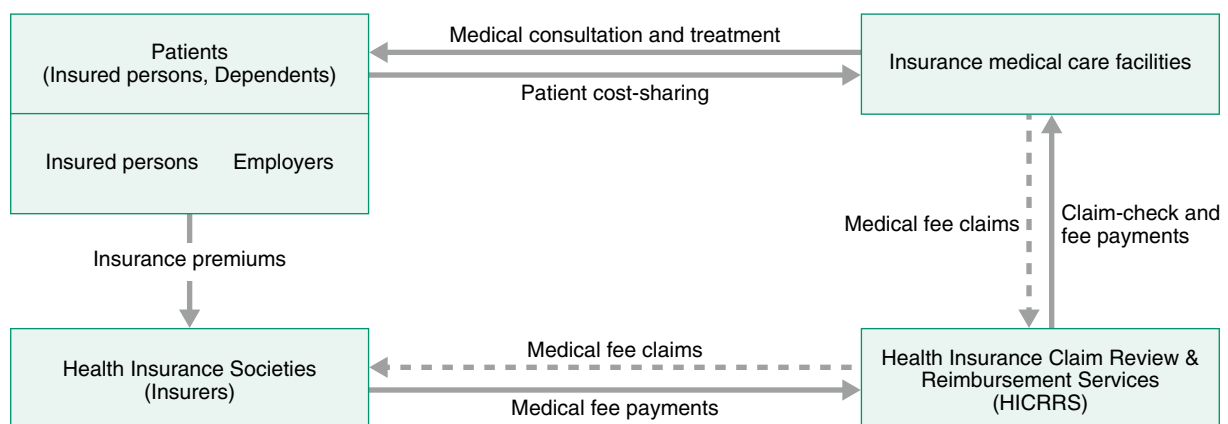 Patients
(Insured persons, Dependents)
Medical consultation and treatment
Patient cost-sharing
Insurance medical care facilities
Insured persons Employers
Insurance premiums
Medical fee claims
Claim-check and
fee payments
Health Insurance Societies
(Insurers)
Medical fee claims
Medical fee payments
Health Insurance Claim Review &
Reimbursement Services
(HICRRS)